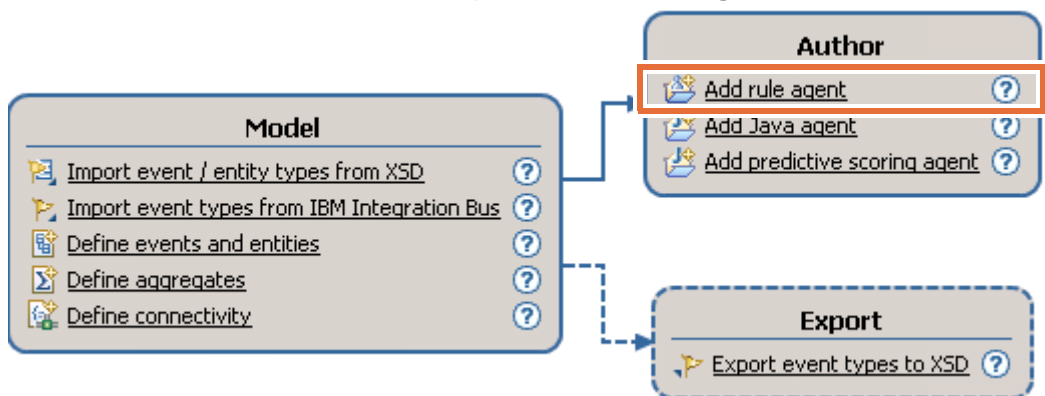 Author
Add rule agent
Add Java agent
Add predictive scoring agent
Model
Import event / entity types from XSD
Import event types from IBM Integration Bus
Define events and entities
Define aggregates
Define connectivity
Export
Export event types to XSD